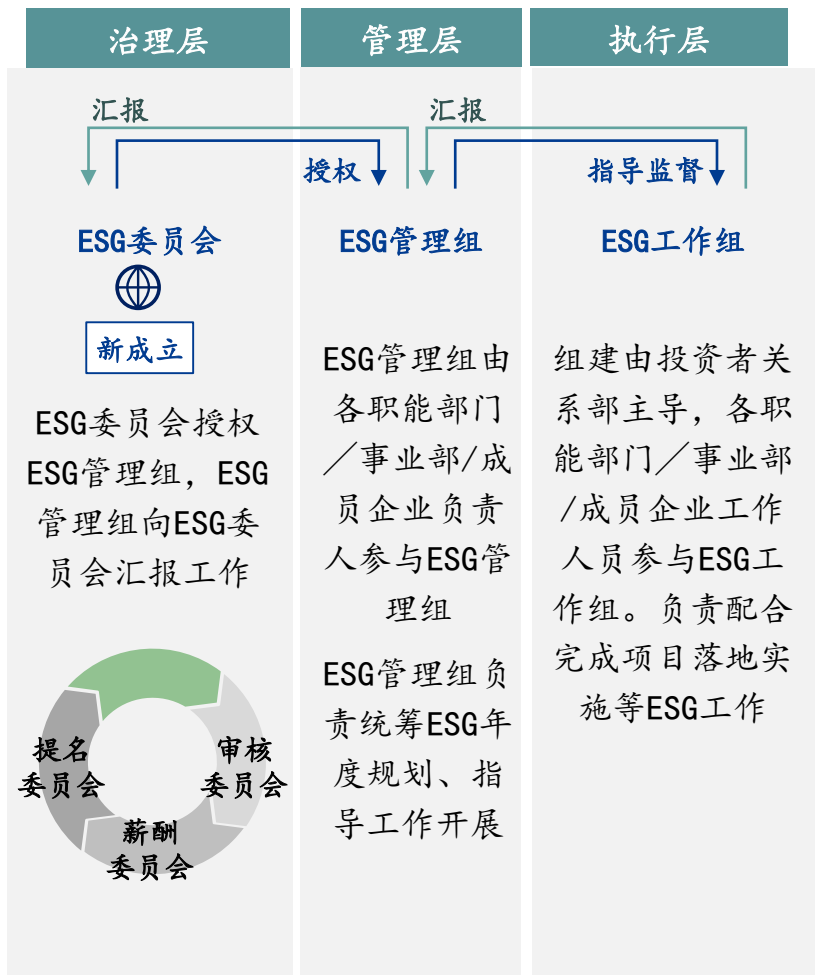 治理层
管理层
执行层
汇报
汇报
授权
指导监督
ESG委员会
新成立
ESG委员会授权
ESG管理组，ESG
管理组向ESG委
员会汇报工作
提名
委员会
审核
委员会
薪酬
委员会
ESG管理组
ESG管理组由
各职能部门
／事业部/成
员企业负责
人参与ESG管
理组
ESG管理组负
责统筹ESG年
度规划、指
导工作开展
ESG工作组
组建由投资者关
系部主导，各职
能部门／事业部
/成员企业工作
人员参与ESG工
作组。负责配合
完成项目落地实
施等ESG工作